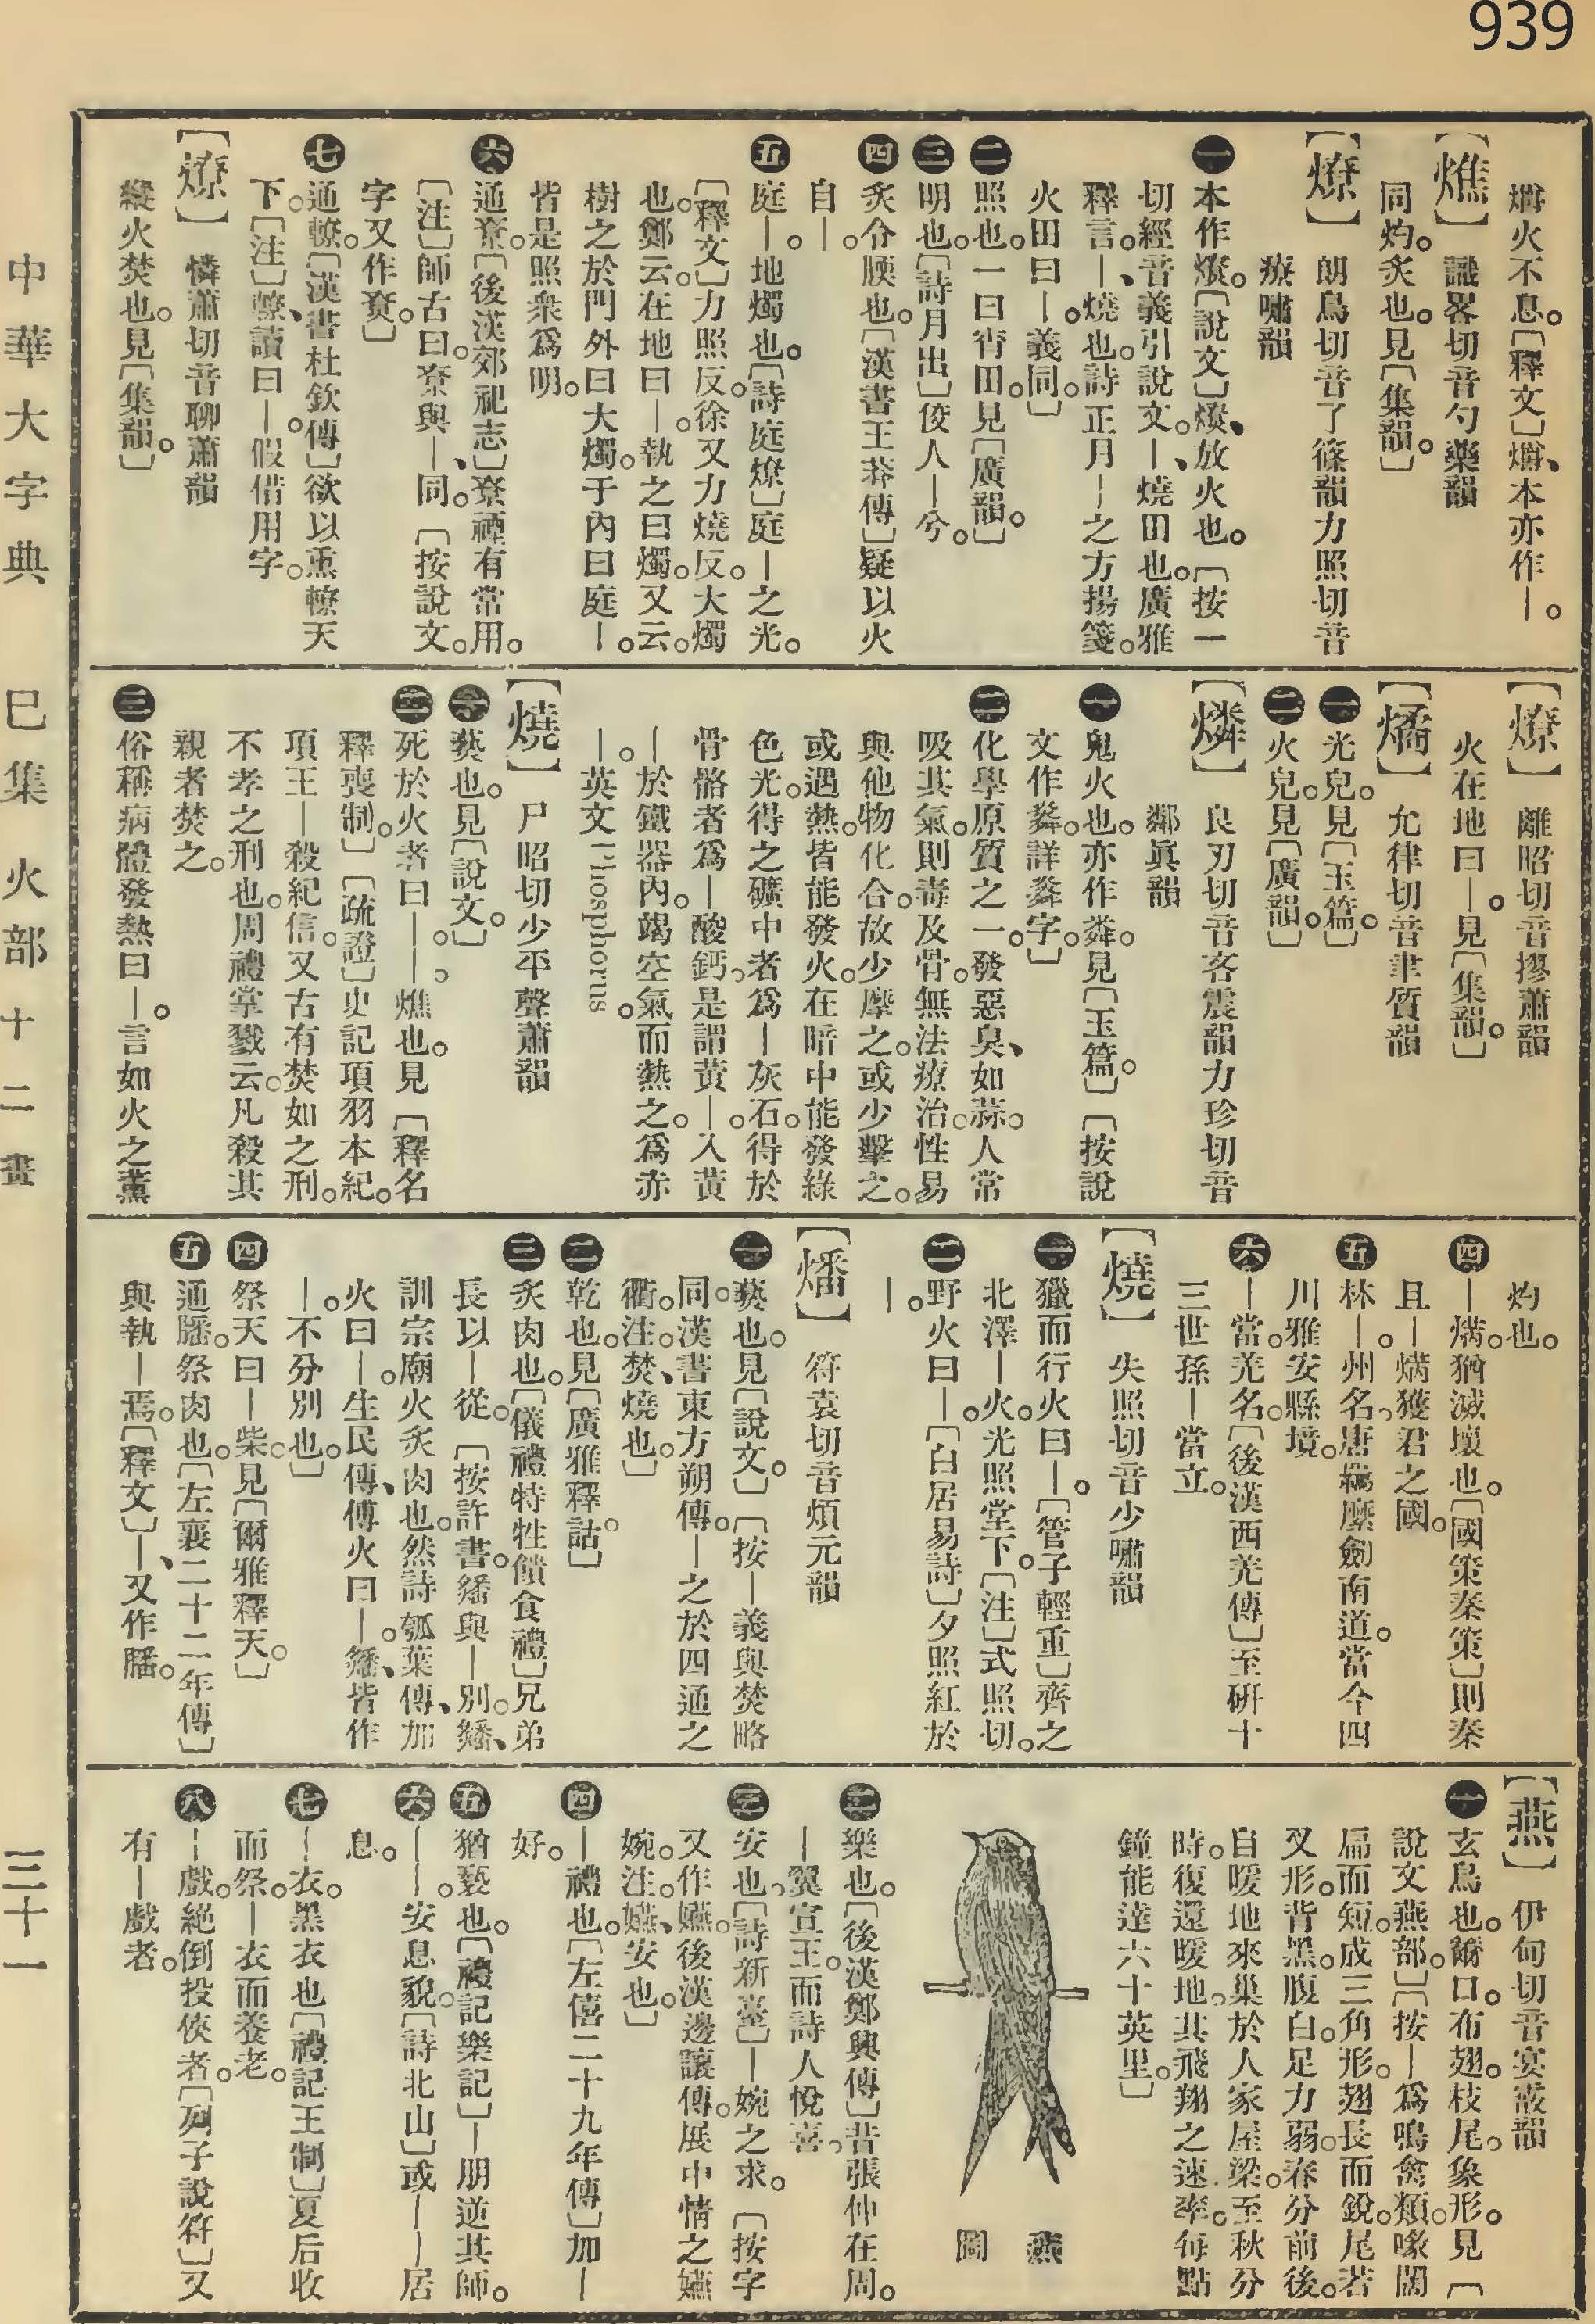 939
爝火不息。〔釋文〕爝、本亦作｜。
【燋】
識畧切音勺藥韻
同灼。炙也。見〔集韻。〕
【燎】
朗鳥切音了篠韻力照切音
療嘯韻
㊀本作尞。〔說文〕尞、放火也。〔按一
切經音義引說文。｜、燒田也。廣雅
釋言。｜、燒也。詩正月｜之方揚箋。
火田曰｜。義同。〕
㊁照也。一曰宵田。見〔廣韻。〕
㊂明也。〔詩月出〕佼人｜兮。
㊃炙令腝也。〔漢書王莽傳〕疑以火
自｜。
㊄庭｜。地燭也。〔詩庭燎〕庭｜之光。
〔釋文〕力照反。徐又力燒反。大燭
也。鄭云。在地曰｜。執之曰燭。又云。
樹之於門外曰大燭。于內曰庭｜。
皆是照衆爲明。
㊅通尞。〔後漢郊祀志〕尞禋有常用。
〔注〕師古曰。尞與｜、同。〔按說文。
字又作尞。〕
㊆通轑。〔漢書杜欽傳〕欲以熏轑天
下。〔注〕轑、讀曰｜。假借用字。
【燎】
憐蕭切音聊蕭韻
縱火焚也。見〔集韻。〕
【燎】
離昭切音摎蕭韻
火在地曰｜。見〔集韻。〕
【燏】
允律切音聿質韻
㊀光皃。見〔玉篇。〕
㊁火皃。見〔廣韻。〕
【燐】
良刃切音吝震韻力珍切音
鄰眞韻
㊀鬼火也。亦作粦。見〔玉篇。〕〔按說
文作㷠。詳㷠字。〕
㊁化學原質之一。發惡臭、如蒜。人常
吸其氣。則毒及骨。無法療治。性易
與他物化合。故少摩之。或少擊之。
或遇熱。皆能發火。在暗中能發綠
色光。得之礦中者爲｜灰石。得於
骨骼者爲｜酸鈣。是謂黄｜。入黄
｜於鐵器內。竭空氣而熱之。爲赤
｜。英文Phosphorus。
【燒】
尸昭切少平聲蕭韻
㊀爇也。見〔說文。〕
㊁死於火者曰｜。｜。燋也。見〔釋名
釋喪制。〕〔疏證〕史記項羽本紀。
項王｜殺紀信。又古有焚如之刑。
不孝之刑也。周禮掌戮云。凡殺其
親者焚之。
㊂俗稱病體發熱曰｜。言如火之薰
灼也。
㊃｜爇。猶滅壞也。〔國策秦策〕則秦
且｜爇獲君之國。
㊄林｜。州名。唐羈縻劍南道。當今四
川雅安縣境。
㊅｜當。羌名。〔後漢西羌傳〕至硏十
三世孫｜當立。
【燒】
失照切音少嘯韻
㊀獵而行火曰｜。〔管子輕重〕齊之
北澤｜火。光照堂下。〔注〕式照切。
㊁野火曰｜。〔白居易詩〕夕照紅於
｜。
【燔】
符袁切音煩元韻
㊀爇也。見〔說文。〕〔按｜義與焚略
同。漢書東方朔傳。｜之於四通之
衢。注。焚、燒也。〕
㊁乾也。見〔廣雅釋詁。〕
㊂炙肉也。〔儀禮特牲饋食禮〕兄弟
長以｜從。〔按許書。繙與｜別。繙、
訓宗廟火炙肉也。然詩瓠葉傳、加
火曰｜。生民傳、傅火曰｜。繙、皆作
｜。不分別也。〕
㊃祭天曰｜柴。見〔爾雅釋天。〕
㊄通膰。祭肉也。〔左襄二十二年傳〕
與執｜焉。〔釋文〕｜、又作膰。
【燕】
伊甸切音宴霰韻
㊀玄鳥也。籋口。布翅。枝尾。象形。見〔
說文燕部。〕〔按｜爲鳴禽類。喙闊
扁而短。成三角形。翅長而銳。尾若
叉形。背黑。腹白。足力弱。春分前後。
自暖地來巢於人家屋梁。至秋分
時。復還暖地。其飛翔之速率。每點
鐘能達六十英里。〕
燕圖
㊁樂也。〔後漢鄭興傳〕昔張仲在周。
｜翼宣王。而詩人悅喜。
㊂安也。〔詩新臺〕｜婉之求。〔按字
又作嬿。後漢邊讓傳。展中情之嬿
婉。注。嬿、安也。〕
㊃｜禮也。〔左僖二十九年傳〕加｜
好。
㊄猶褻也。〔禮記樂記〕｜朋逆其師。
㊅｜｜。安息貌。〔詩北山〕或｜｜居
息。
㊆｜衣。黑衣也。〔禮記王制〕夏后收
而祭。｜衣而養老。
㊇｜戲。絕倒投俠者。〔列子說符〕又
有｜戲者。
中華大字典　巳集　火部十二畫　三十一